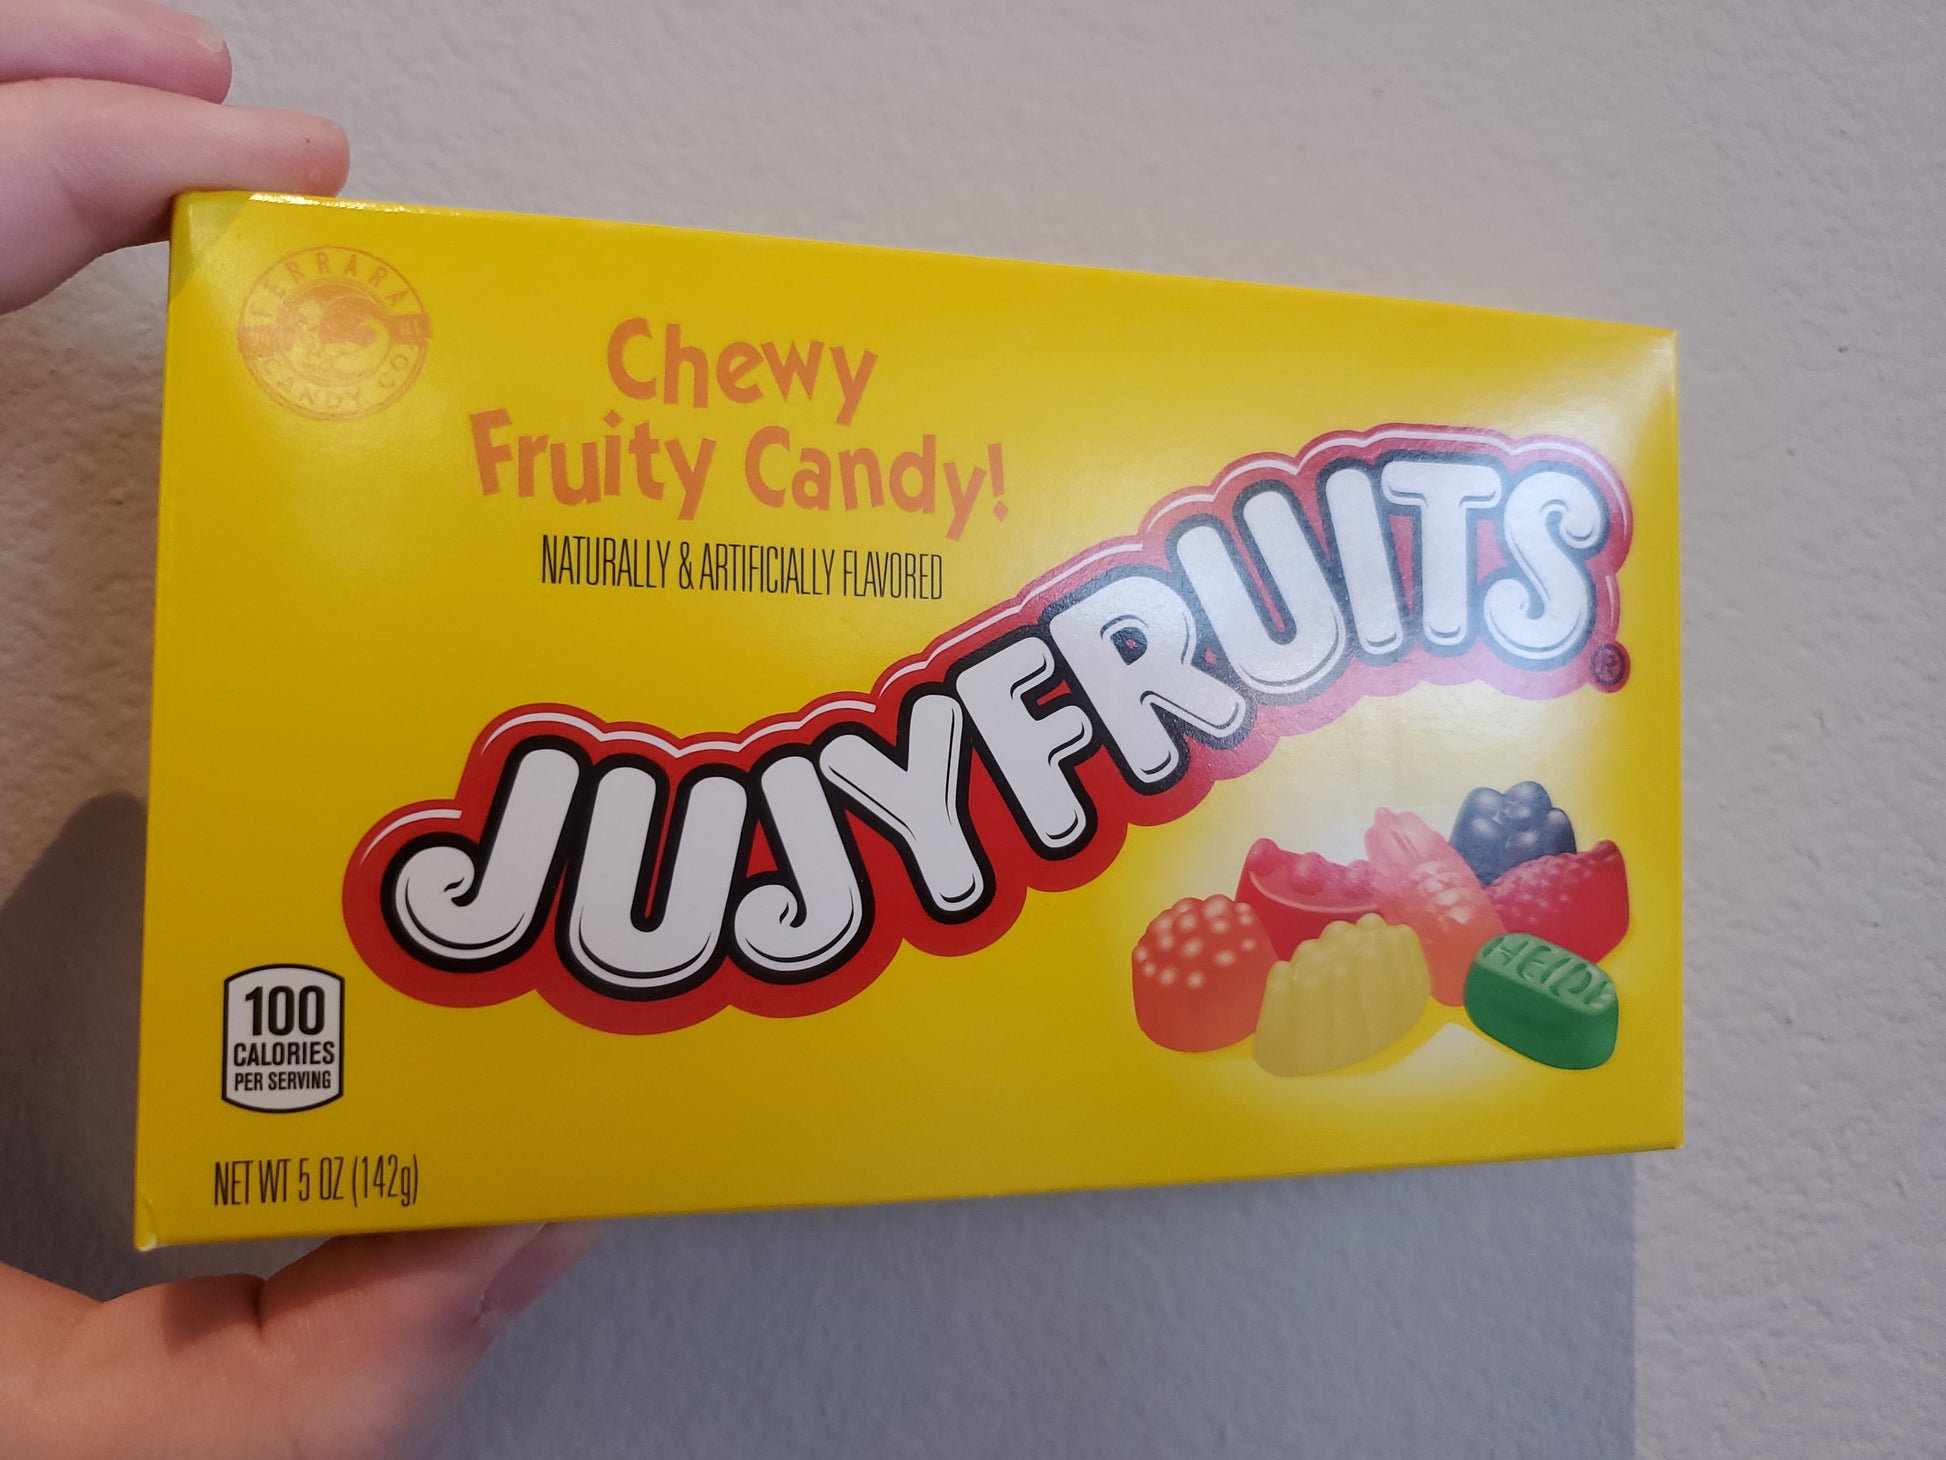 FERRARA
CANDY CO.
Chewy
Fruity Candy!
NATURALLY & ARTIFICIALLY FLAVORED
JUJYFRUITS®
HEIDE
100
CALORIES
PER SERVING
NET WT 5 OZ (142g)